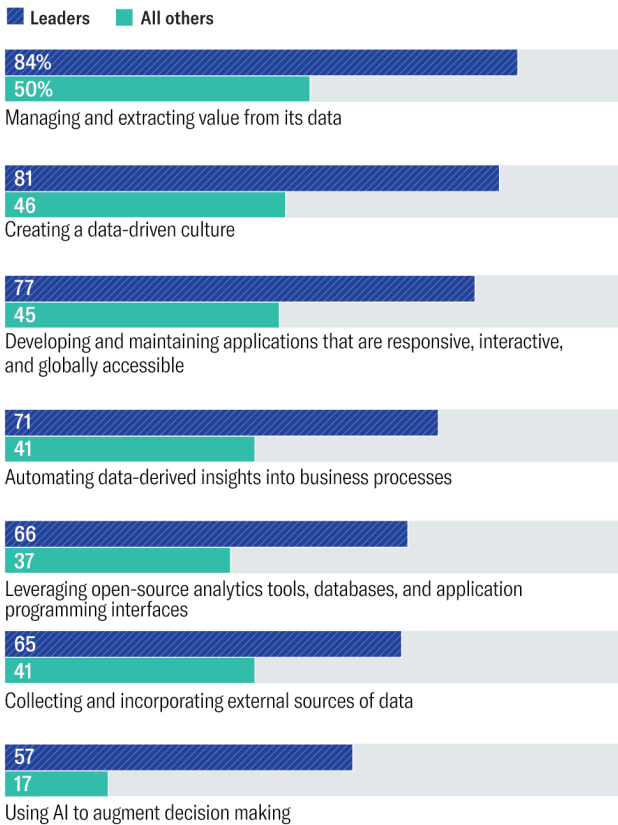 Leaders All others
84%
50%
Managing and extracting value from its data
81
46
Creating a data-driven culture
77
45
Developing and maintaining applications that are responsive, interactive,
and globally accessible
71
41
Automating data-derived insights into business processes
66
37
Leveraging open-source analytics tools, databases, and application
programming interfaces
65
41
Collecting and incorporating external sources of data
57
17
Using AI to augment decision making